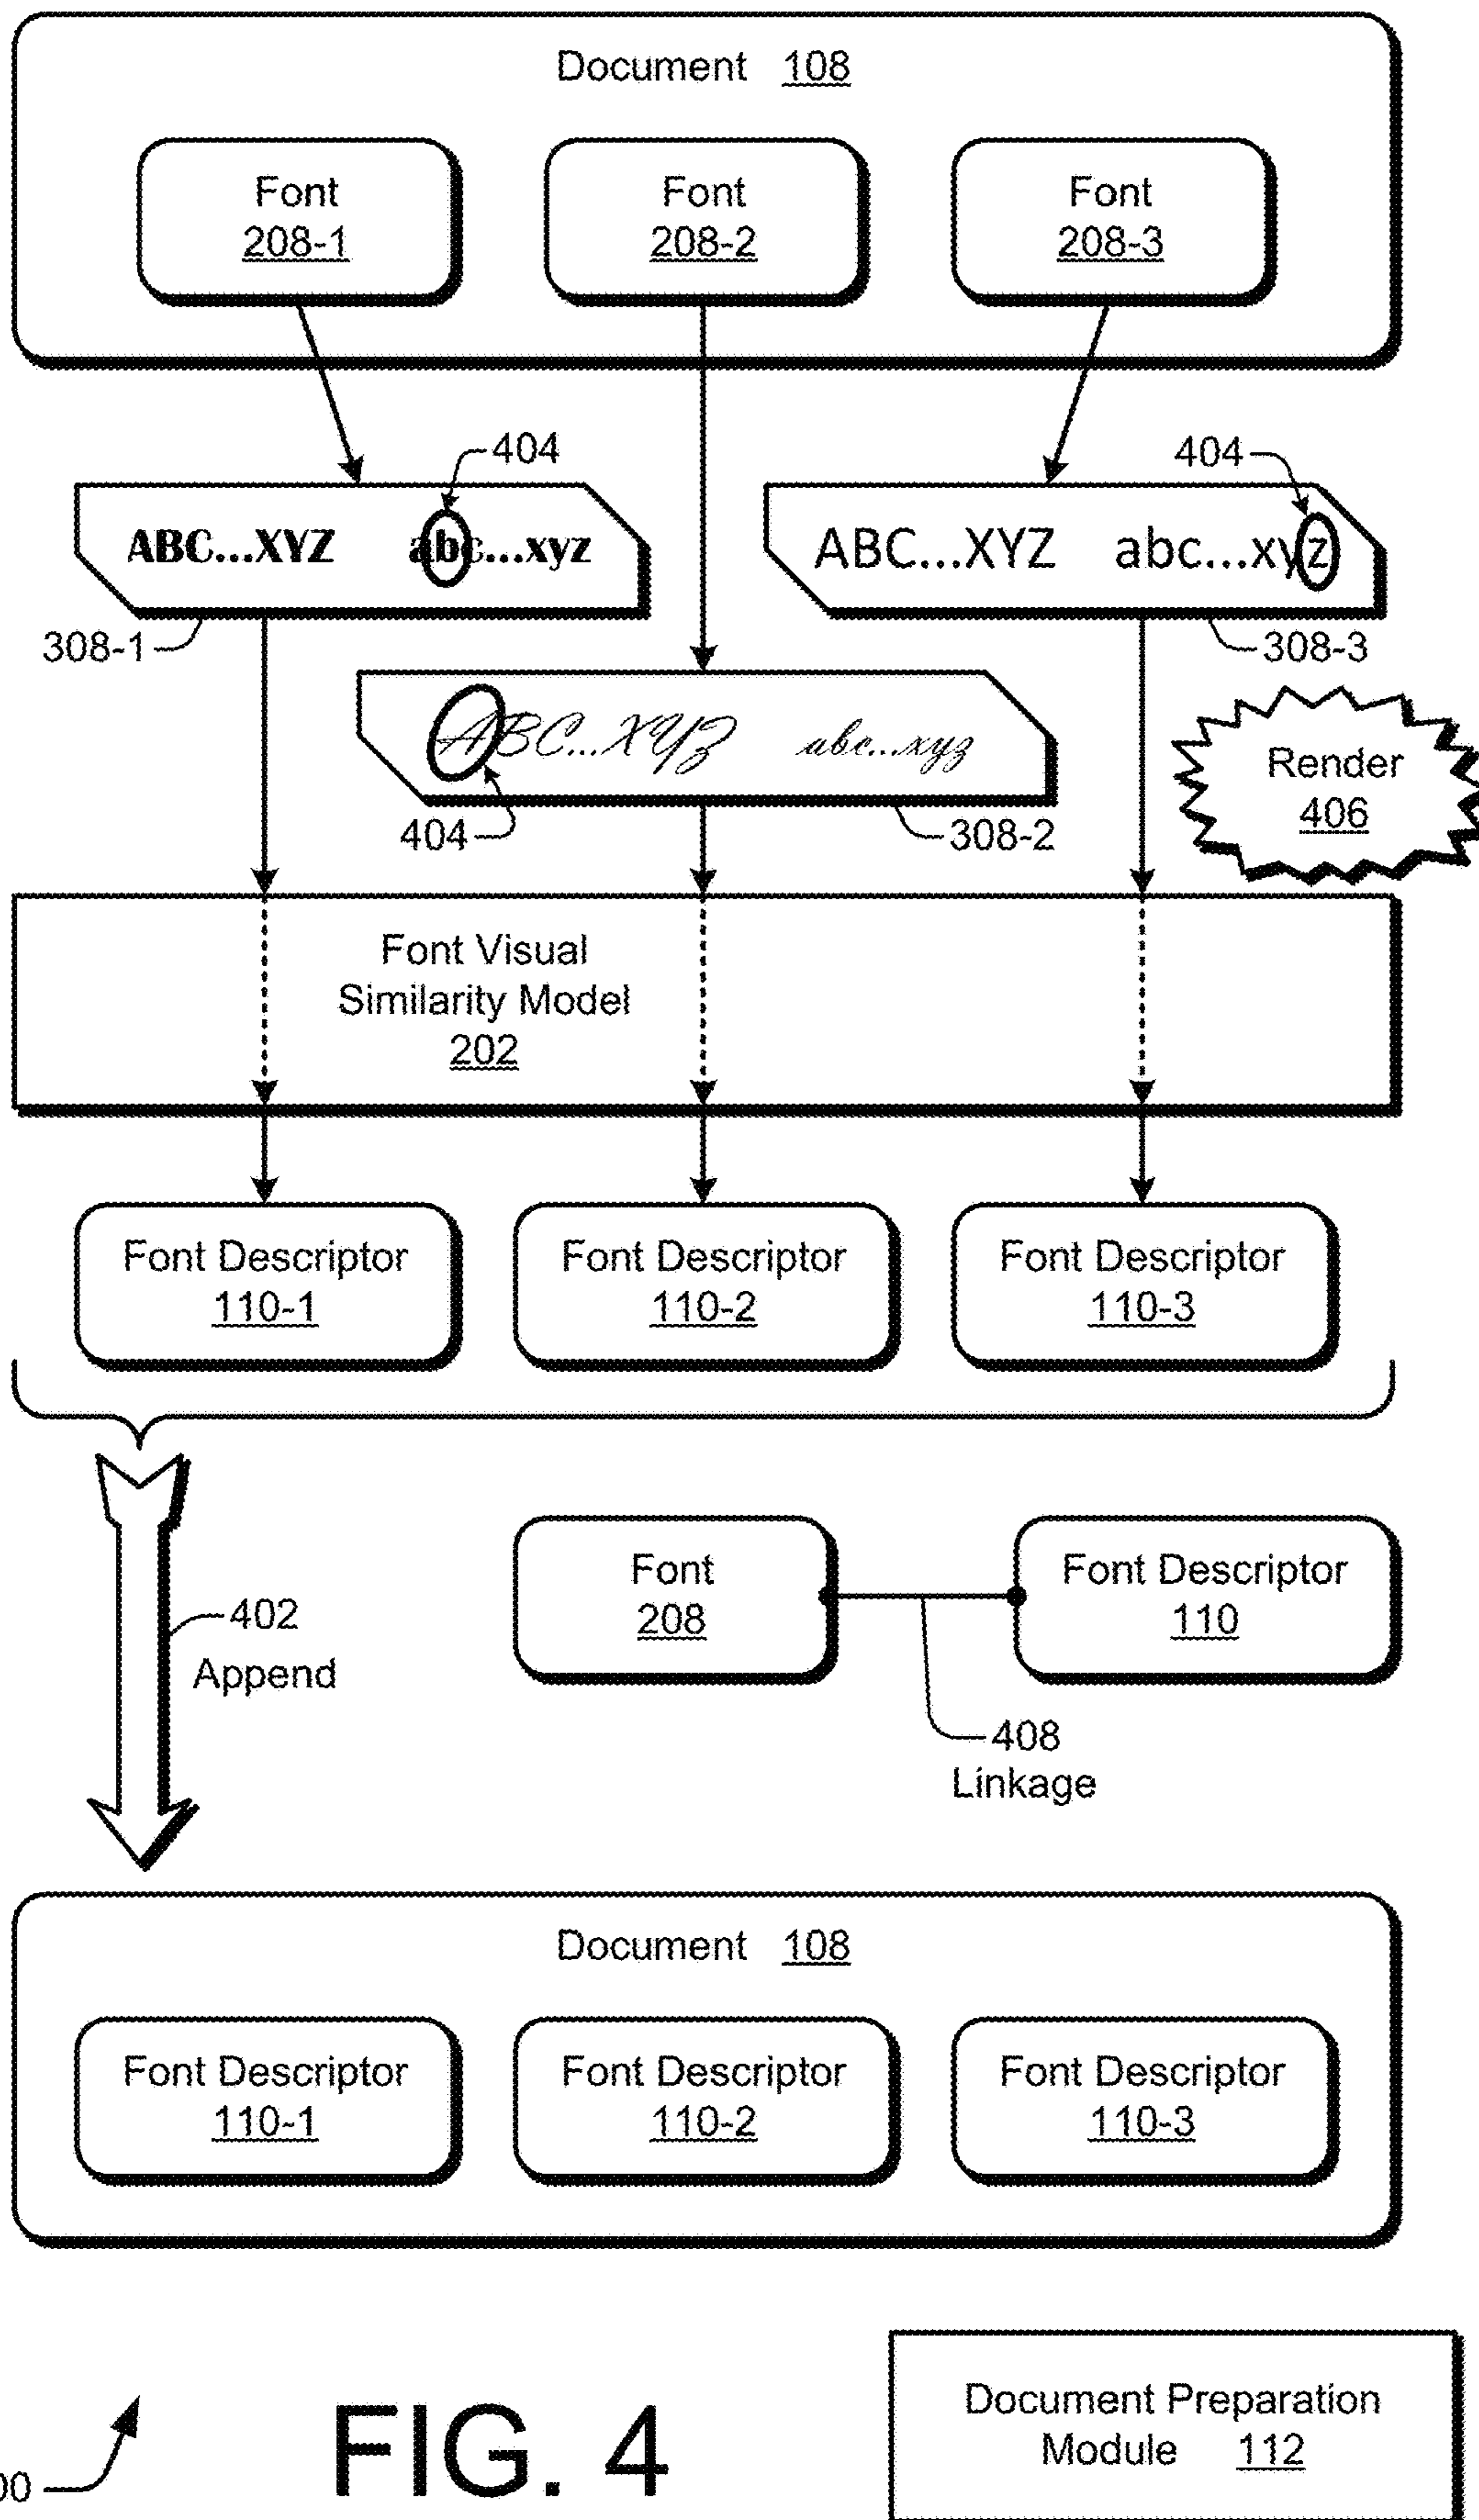 Document 108
Font Font Font
208-1 208-2 208-3
404 404
ABC...XYZ abc...xyz ABC...XYZ abc...xyz
308-1 308-3
ABC...XYZ abc...xyz
Render
406
404 308-2
Font Visual
Similarity Model
202
Font Descriptor Font Descriptor Font Descriptor
110-1 110-2 110-3
Font Font Descriptor
208 110
402
Append
408
Linkage
Document 108
Font Descriptor Font Descriptor Font Descriptor
110-1 110-2 110-3
Document Preparation
Module 112
FIG. 4